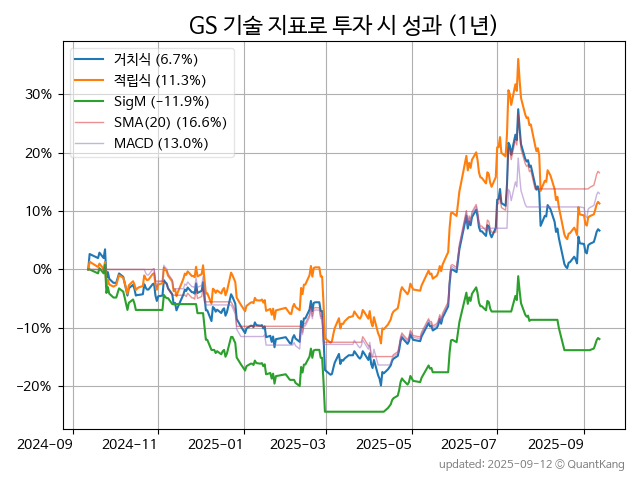 GS 기술 지표로 투자 시 성과 (1년)
거치식 (6.7%)
적립식 (11.3%)
SigM (−11.9%)
SMA(20) (16.6%)
MACD (13.0%)
30%
20%
10%
0%
−10%
−20%
2024-09
2024-11
2025-01
2025-03
2025-05
2025-07
2025-09
updated: 2025-09-12 © QuantKang